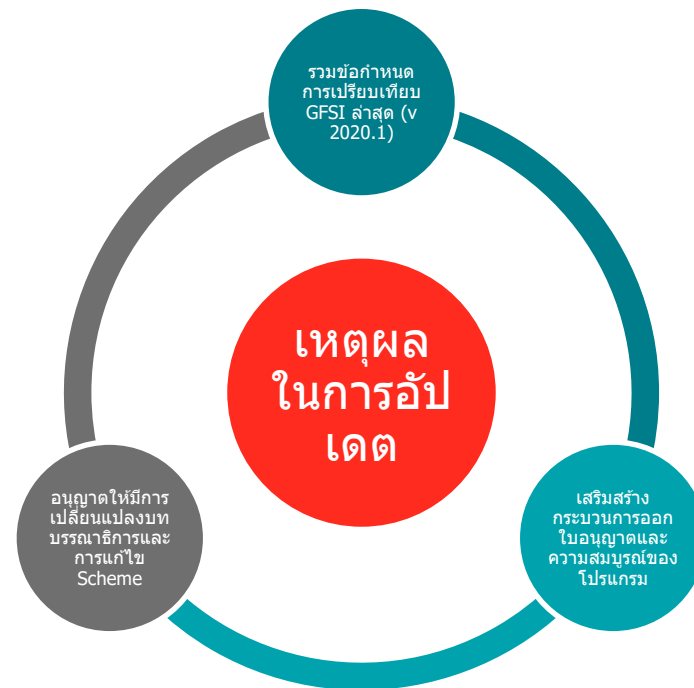 รวมข้อกำหนด
การเปรียบเทียบ
GFSI ล่าสุด (v
2020.1)
เหตุผล
ในการอัป
เดต
อนุญาตให้มีการ
เปลี่ยนแปลงบท
บรรณาธิการและ
การแก้ไข
Scheme
เสริมสร้าง
กระบวนการออก
ใบอนุญาตและ
ความสมบูรณ์ของ
โปรแกรม